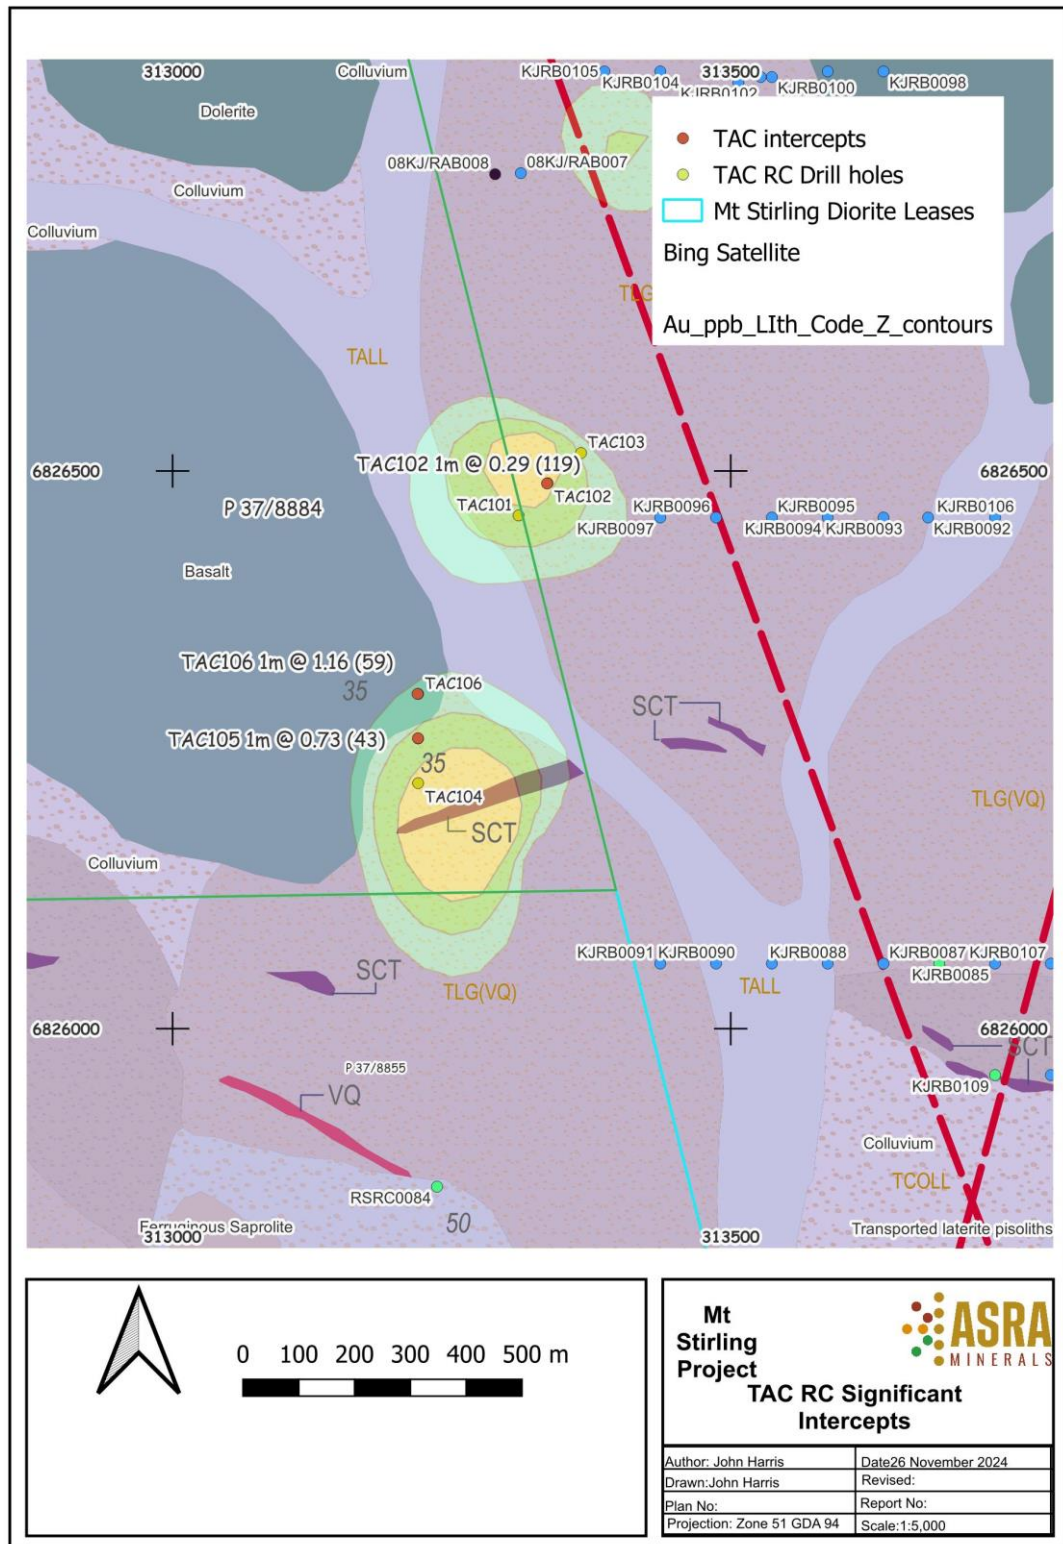 313000
Colluvium
KJRB0105
KJRB0104
313500
KJRB0102
KJRB0100
KJRB0098
Dolerite
TAC intercepts
TAC RC Drill holes
Mt Stirling Diorite Leases
Bing Satellite
Au_ppb_LIth_Code_Z_contours
08KJ/RAB008
08KJ/RAB007
Colluvium
Colluvium
TLG
TALL
TAC103
TAC102 1m @ 0.29 (119)
6826500
6826500
TAC102
TAC101
P 37/8884
KJRB0096
KJRB0095
KJRB0106
KJRB0097
KJRB0094
KJRB0093
KJRB0092
Basalt
TAC106 1m @ 1.16 (59)
TAC106
35
SCT
TAC105 1m @ 0.73 (43)
35
TAC104
TLG(VQ)
SCT
Colluvium
KJRB0091
KJRB0090
KJRB0088
KJRB0087
KJRB0107
KJRB0085
SCT
TLG(VQ)
TALL
6826000
6826000
SCT
P 37/8855
KJRB0109
VQ
Colluvium
TCOLL
RSRC0084
50
Ferruginous Saprolite
Transported laterite pisoliths
313000
313500
0 100 200 300 400 500 m
Mt
Stirling
Project
ASRA
MINERALS
TAC RC Significant
Intercepts
Author: John Harris
Date26 November 2024
Drawn:John Harris
Revised:
Plan No:
Report No:
Projection: Zone 51 GDA 94
Scale:1:5,000